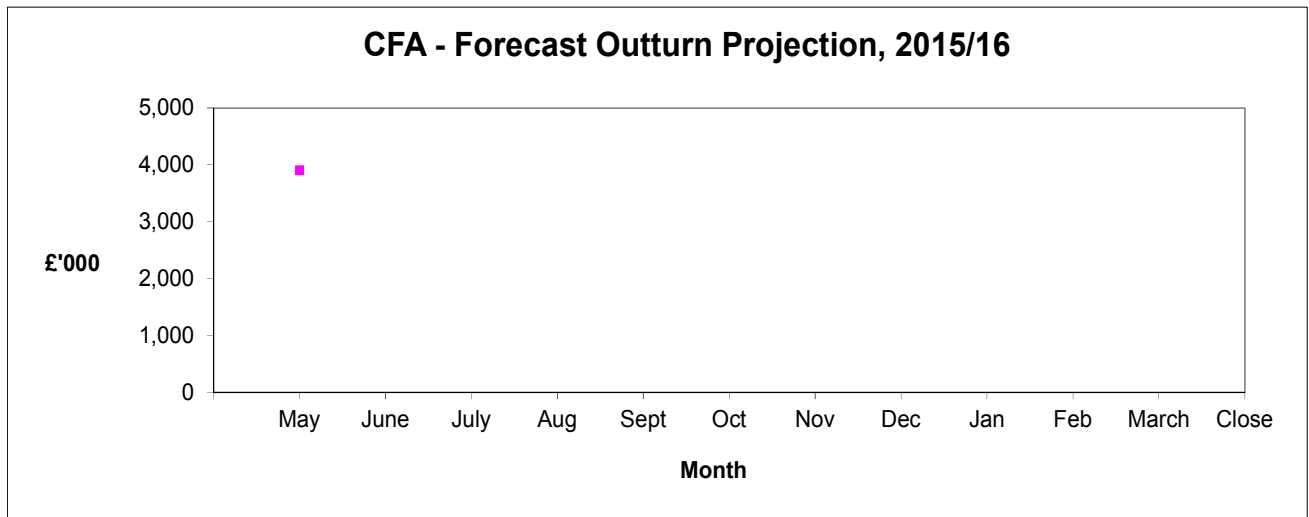 CFA - Forecast Outturn Projection, 2015/16
5,000
4,000
3,000
£'000
2,000
1,000
0
May June July Aug Sept Oct Nov Dec Jan Feb March Close
Month